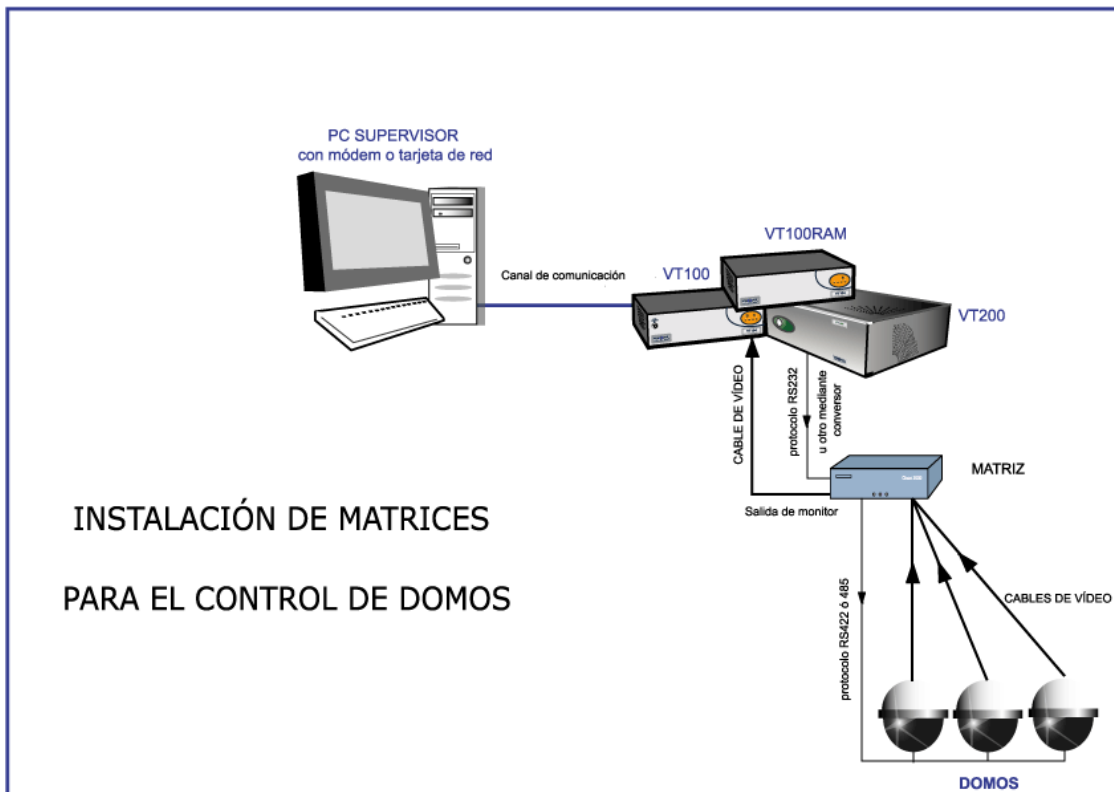 PC SUPERVISOR
con módem o tarjeta de red
VT100RAM
VT100
Canal de comunicación
VT200
CABLE DE VÍDEO
protocolo RS232
u otro mediante
conversor
MATRIZ
Salida de monitor
INSTALACIÓN DE MATRICES
PARA EL CONTROL DE DOMOS
protocolo RS422 ó 485
CABLES DE VÍDEO
DOMOS